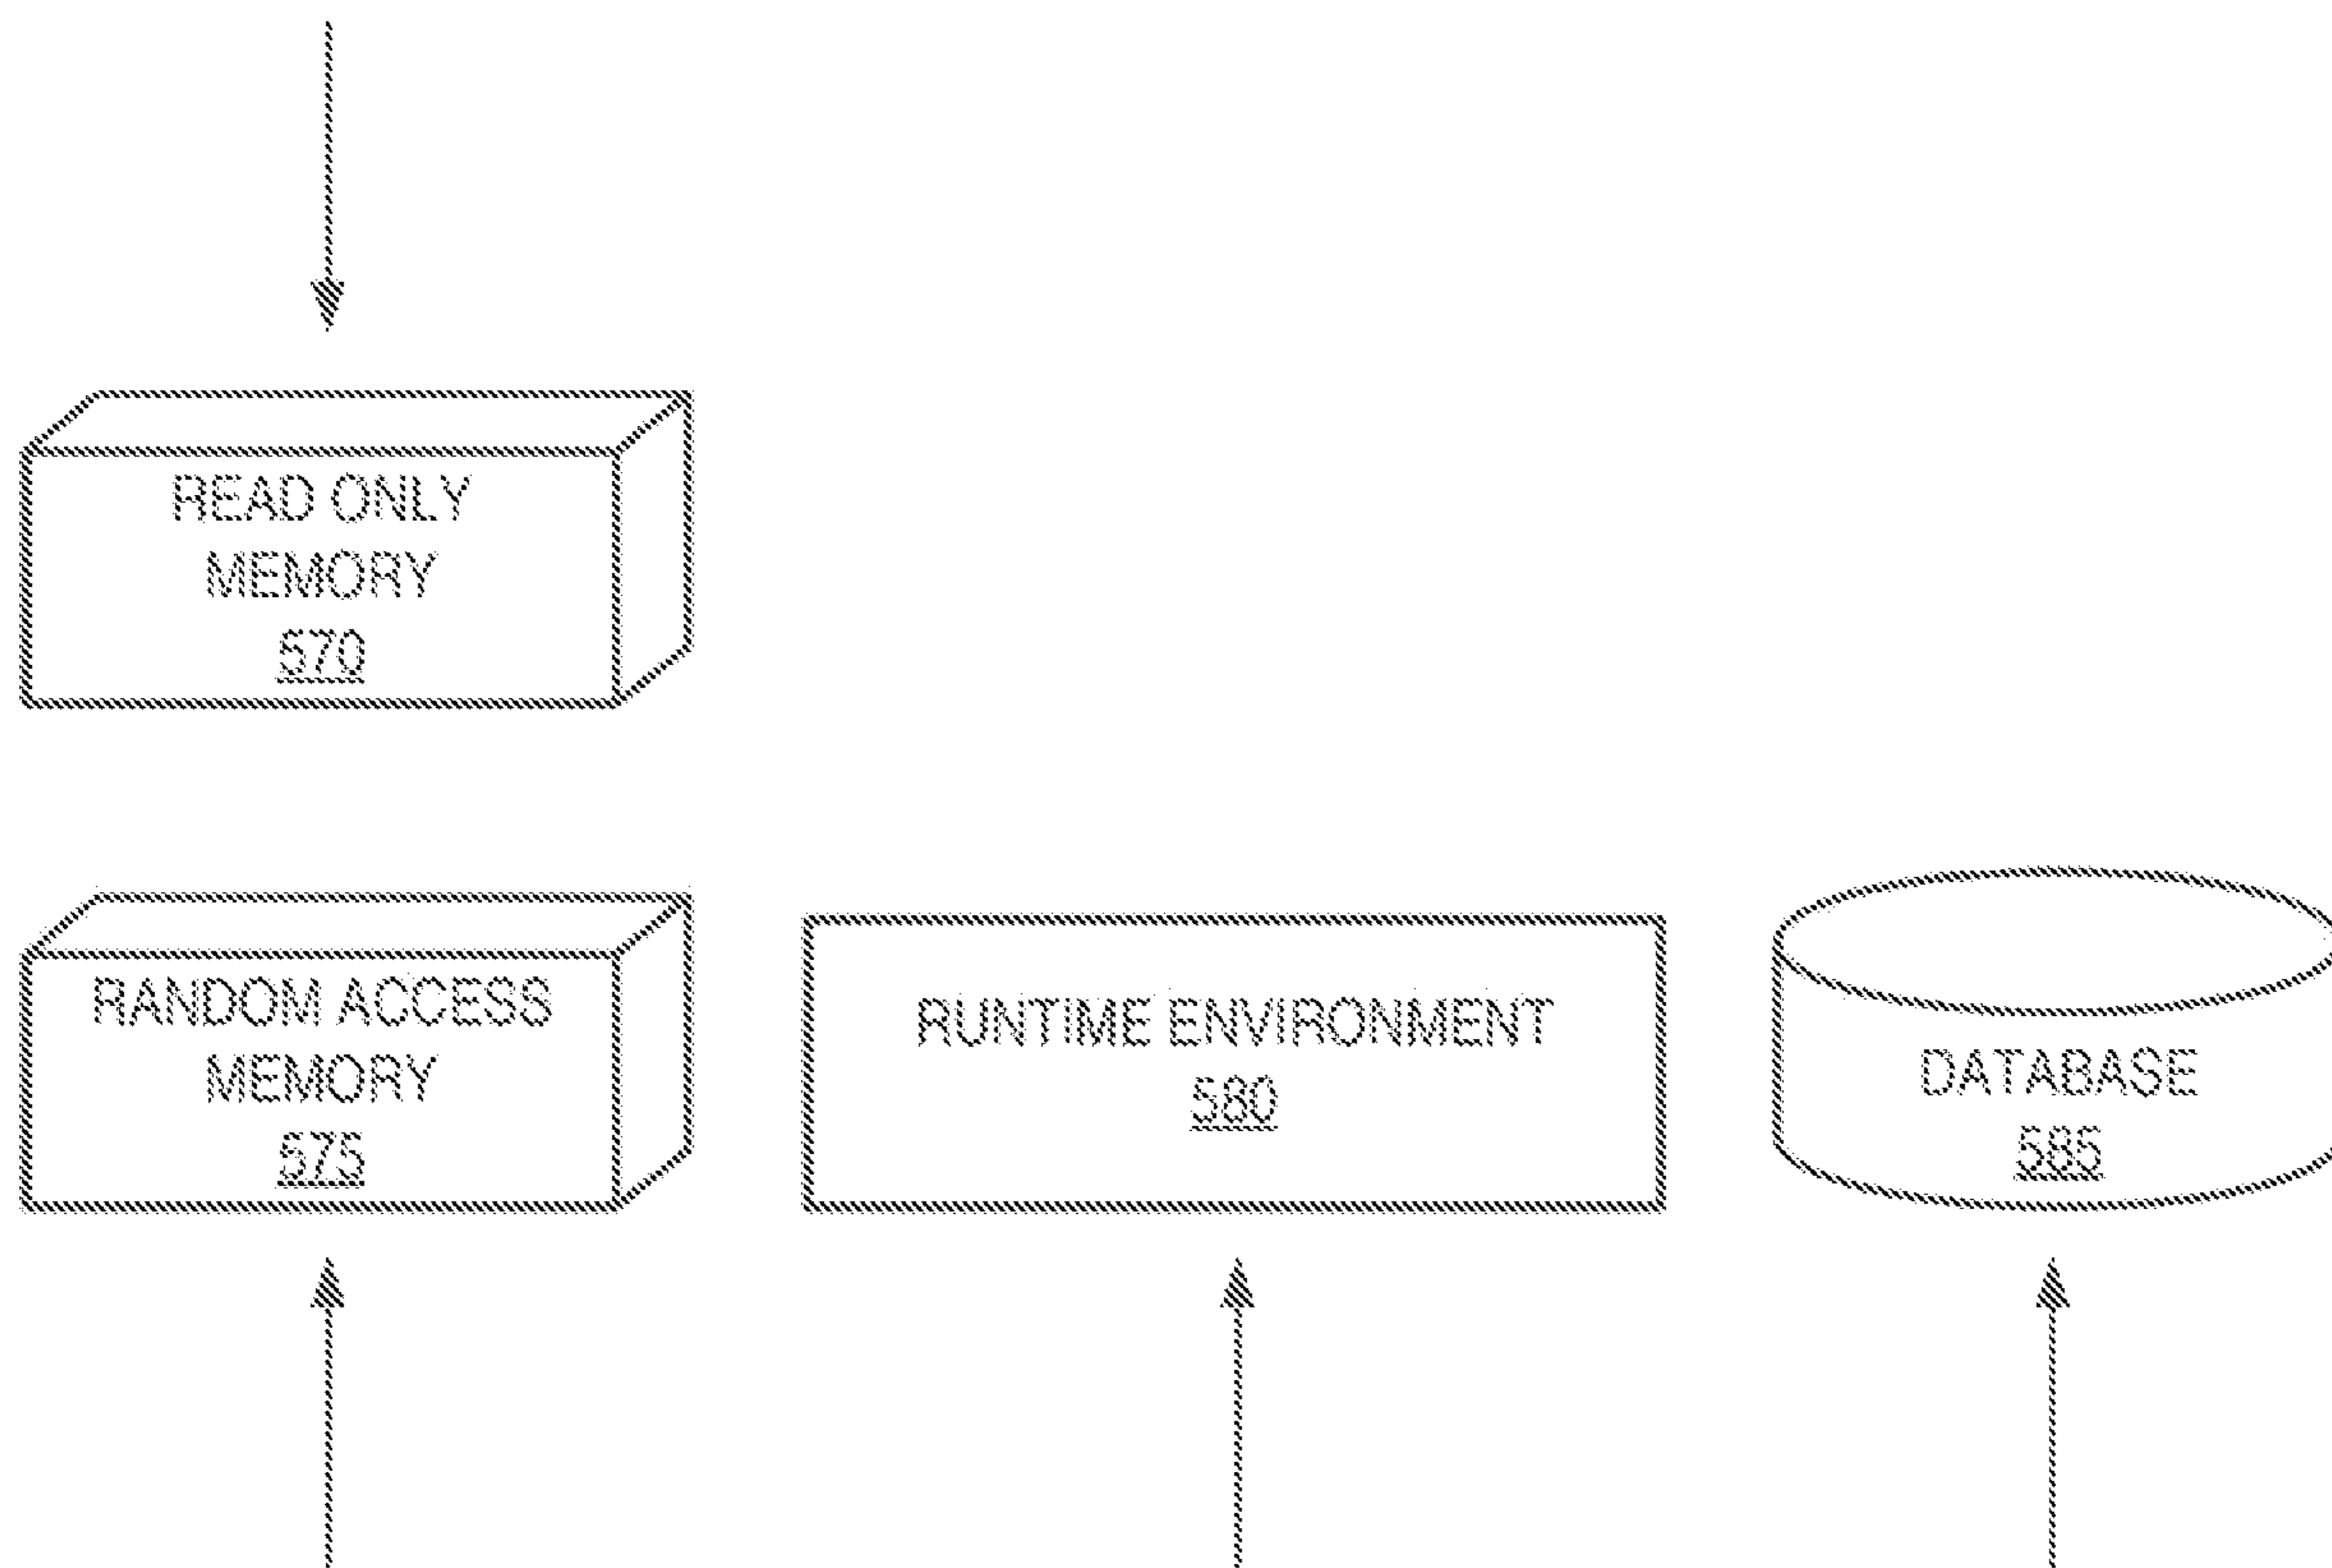 READ ONLY
MEMORY
570
RANDOM ACCESS
MEMORY
575
RUNTIME ENVIRONMENT
580
DATABASE
585